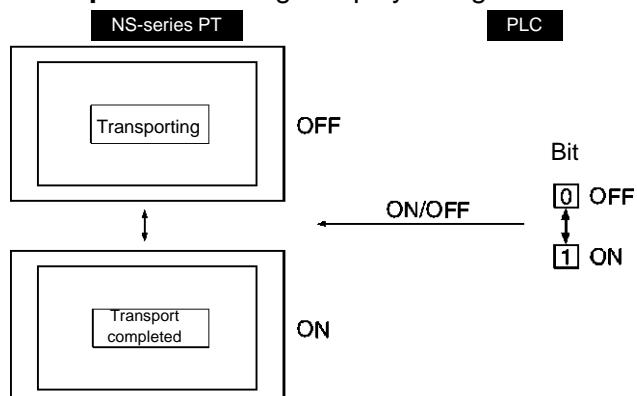 NS-series PT
PLC
Transporting
OFF
Bit
0 OFF
ON/OFF
1 ON
Transport
completed
ON